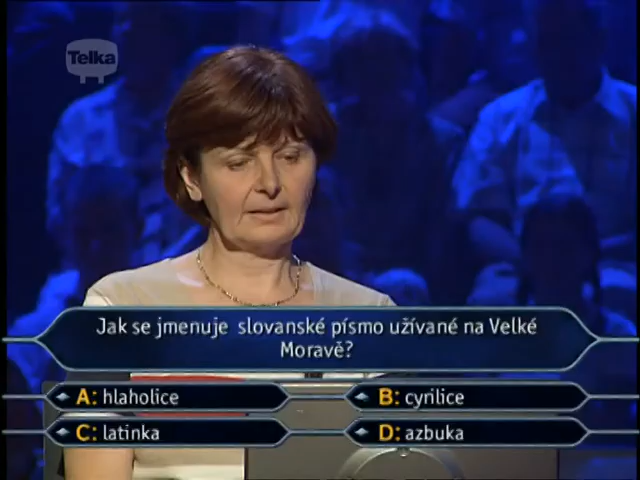 Telka
Jak se jmenuje slovanské písmo užívané na Velké
Moravě?
A: hlaholice
B: cyrilice
C: latinka
D: azbuka